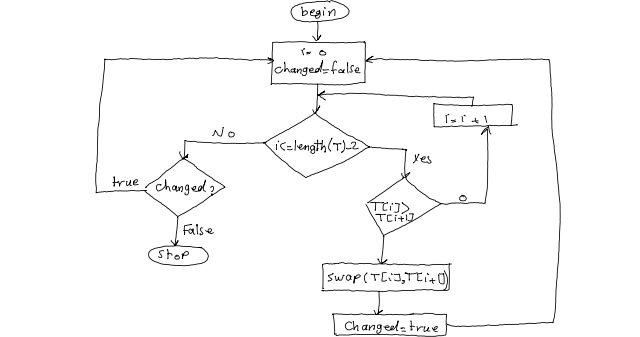 begin
i= 0
changed=false
i=i+1
No
i<=length(T)-2
Yes
true
changed?
T[i]>
T[i+1]
0
False
stop
swap(T[i],T[i+1])
Changed=true